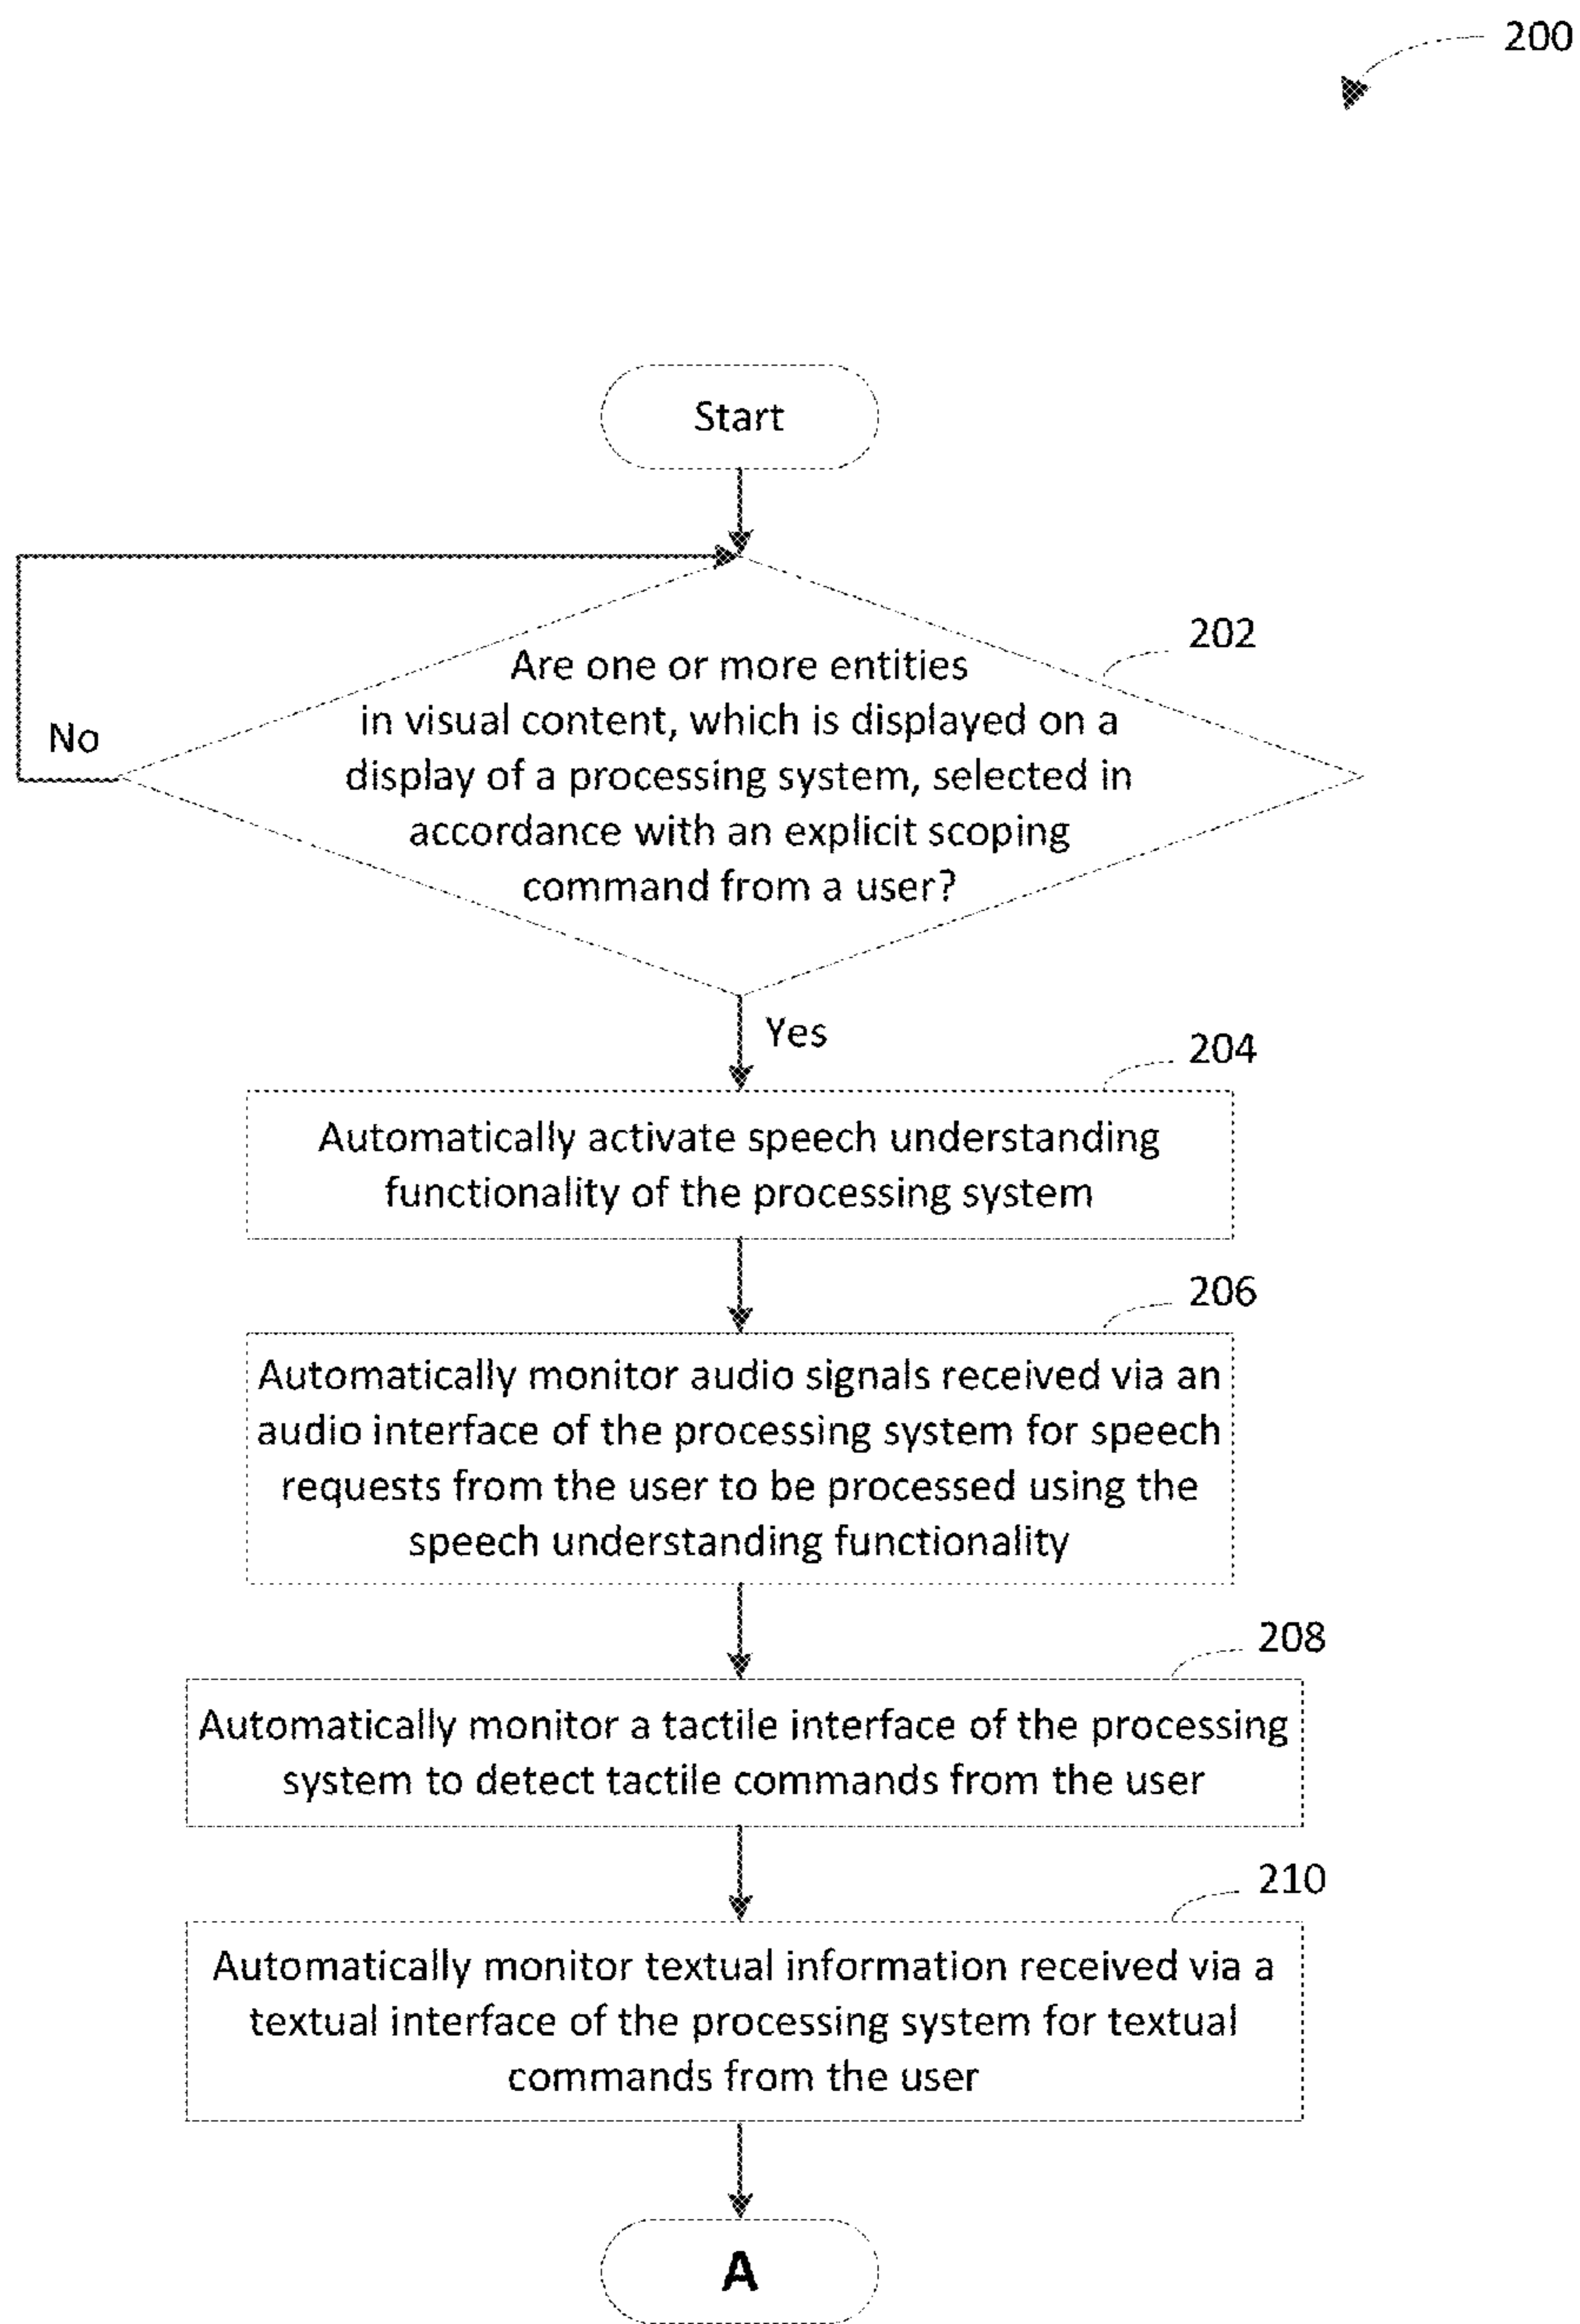 200
Start
202
Are one or more entities
in visual content, which is displayed on a
display of a processing system, selected in
accordance with an explicit scoping
command from a user?
No
Yes
204
Automatically activate speech understanding
functionality of the processing system
206
Automatically monitor audio signals received via an
audio interface of the processing system for speech
requests from the user to be processed using the
speech understanding functionality
208
Automatically monitor a tactile interface of the processing
system to detect tactile commands from the user
210
Automatically monitor textual information received via a
textual interface of the processing system for textual
commands from the user
A